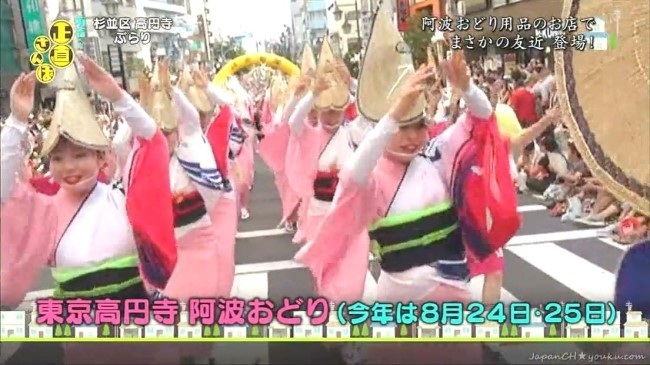 正直さんぽ
杉並区 高円寺
ぶらり
阿波おどり用品のお店で
まさかの友近 登場!
東京高円寺 阿波おどり(今年は8月24日・25日)
JapanCH★youku.com